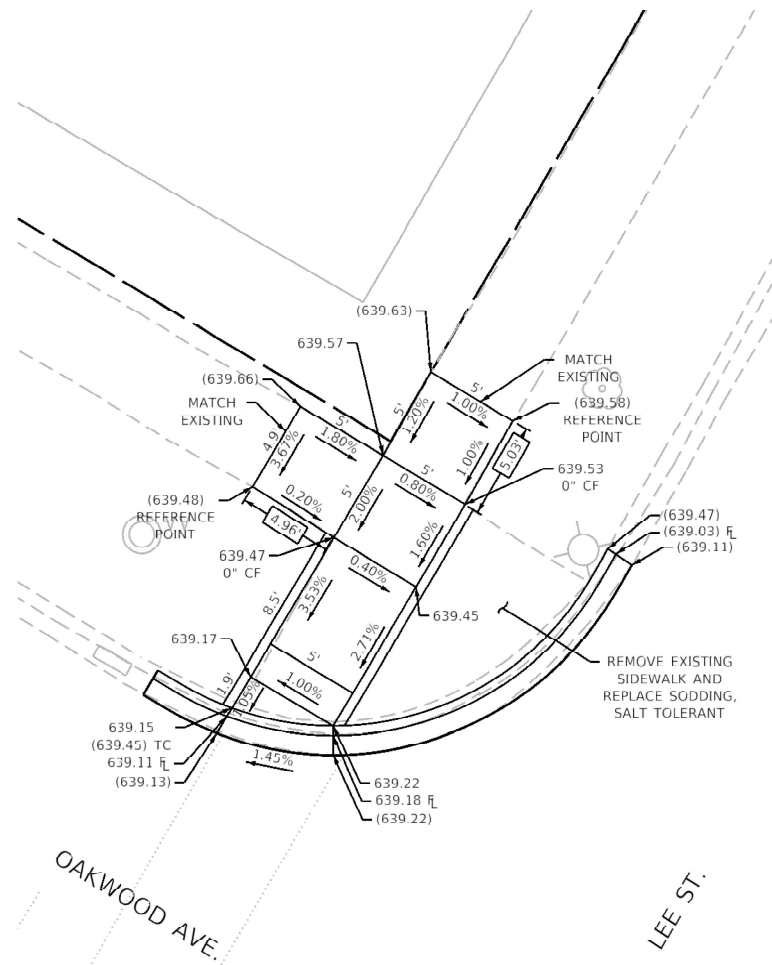 (639.63)
639.57
MATCH
EXISTING
5'
1.00%
5'
1.20%
(639.66)
(639.58)
REFERENCE
POINT
MATCH
EXISTING
5'
1.80%
4.9'
3.67%
1.00%
5.03'
5'
0.80%
639.53
0" CF
5'
2.00%
(639.48)
REFERENCE
POINT
0.20%
4.96'
1.60%
(639.47)
(639.03) FL
(639.11)
639.47
0" CF
0.40%
639.45
3.53%
8.5'
2.71%
639.17
5'
1.00%
1.9'
1.05%
REMOVE EXISTING
SIDEWALK AND
REPLACE SODDING,
SALT TOLERANT
639.15
(639.45) TC
639.11 FL
(639.13)
1.45%
639.22
639.18 FL
(639.22)
OAKWOOD AVE.
LEE ST.